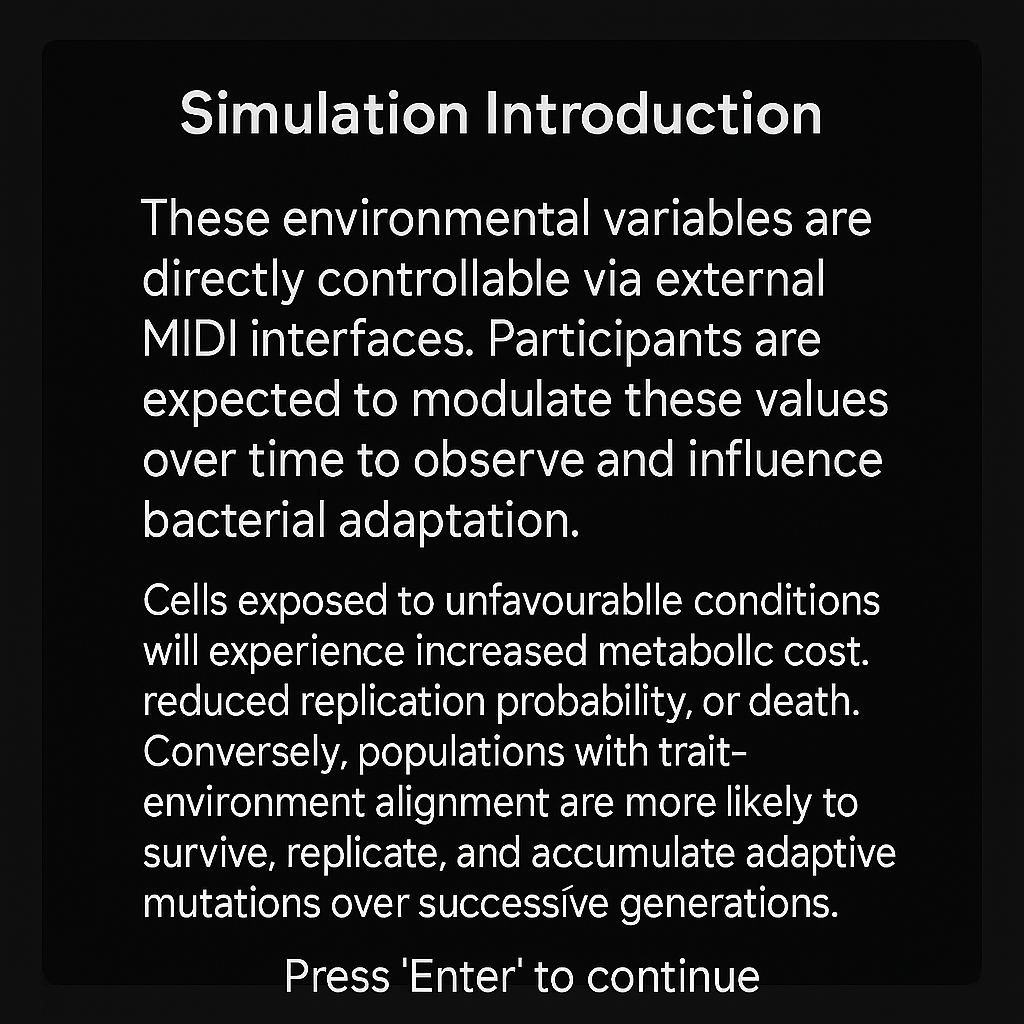 Simulation Introduction
These environmental variables are
directly controllable via external
MIDI interfaces. Participants are
expected to modulate these values
over time to observe and influence
bacterial adaptation.
Cells exposed to unfavourablle conditions
will experience increased metabollc cost.
reduced replication probability, or death.
Conversely, populations with trait–
environment alignment are more likely to
survive, replicate, and accumulate adaptive
mutations over successíve generations.
Press 'Enter' to continue